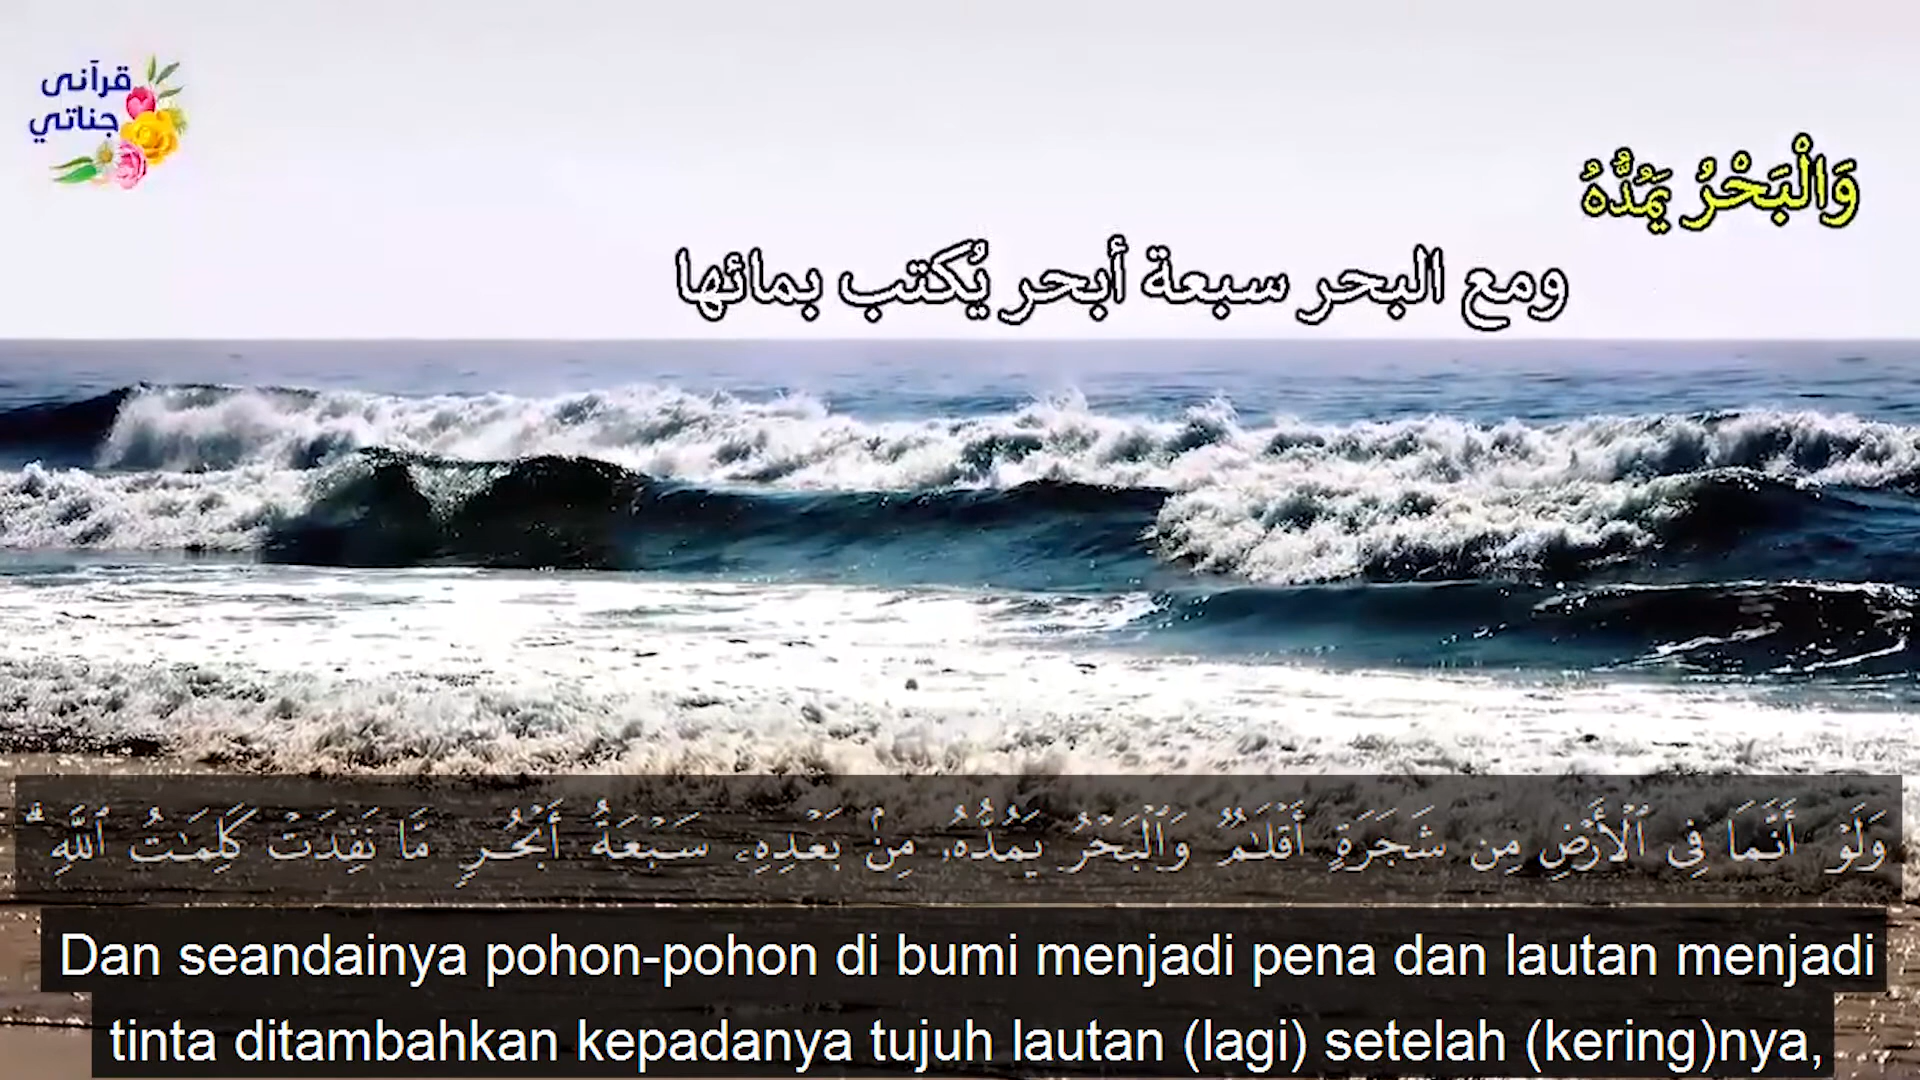 قرآنى
جناتي
وَالْبَحْرُ يَمُدُّهُ
ومع البحر سبعة أبحر يُكتب بمائها
وَلَوْ أَنَّمَا فِى ٱلْأَرْضِ مِن شَجَرَةٍ أَقْلَٰمٌ وَٱلْبَحْرُ يَمُدُّهُۥ مِنۢ بَعْدِهِۦ سَبْعَةُ أَبْحُرٍ مَّا نَفِدَتْ كَلِمَٰتُ ٱللَّهِ ۗ
Dan seandainya pohon-pohon di bumi menjadi pena dan lautan menjadi
tinta ditambahkan kepadanya tujuh lautan (lagi) setelah (kering)nya,